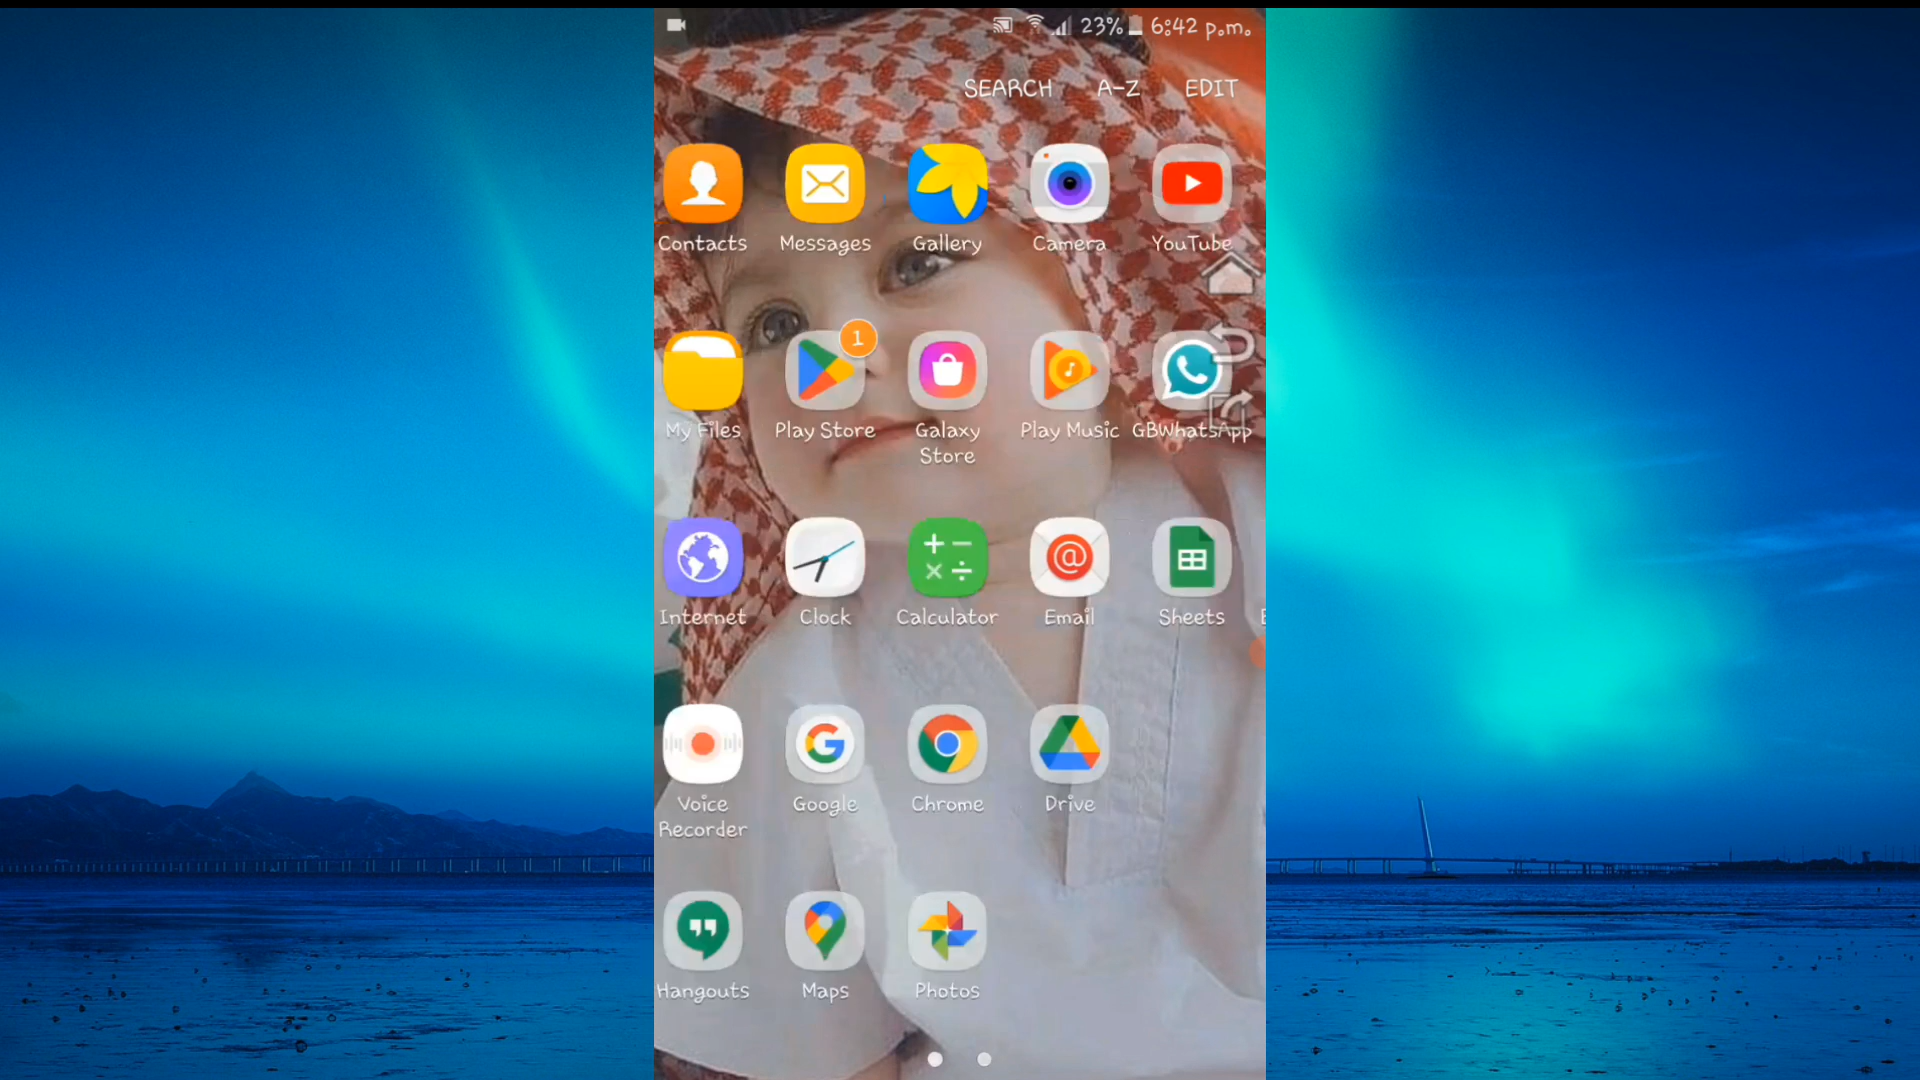 23% 6:42 p.m.
SEARCH A-Z EDIT
Contacts Messages Gallery Camera YouTube
1
My Files Play Store Galaxy Store Play Music GBWhatsApp
Internet Clock Calculator Email Sheets
Voice Recorder Google Chrome Drive
Hangouts Maps Photos